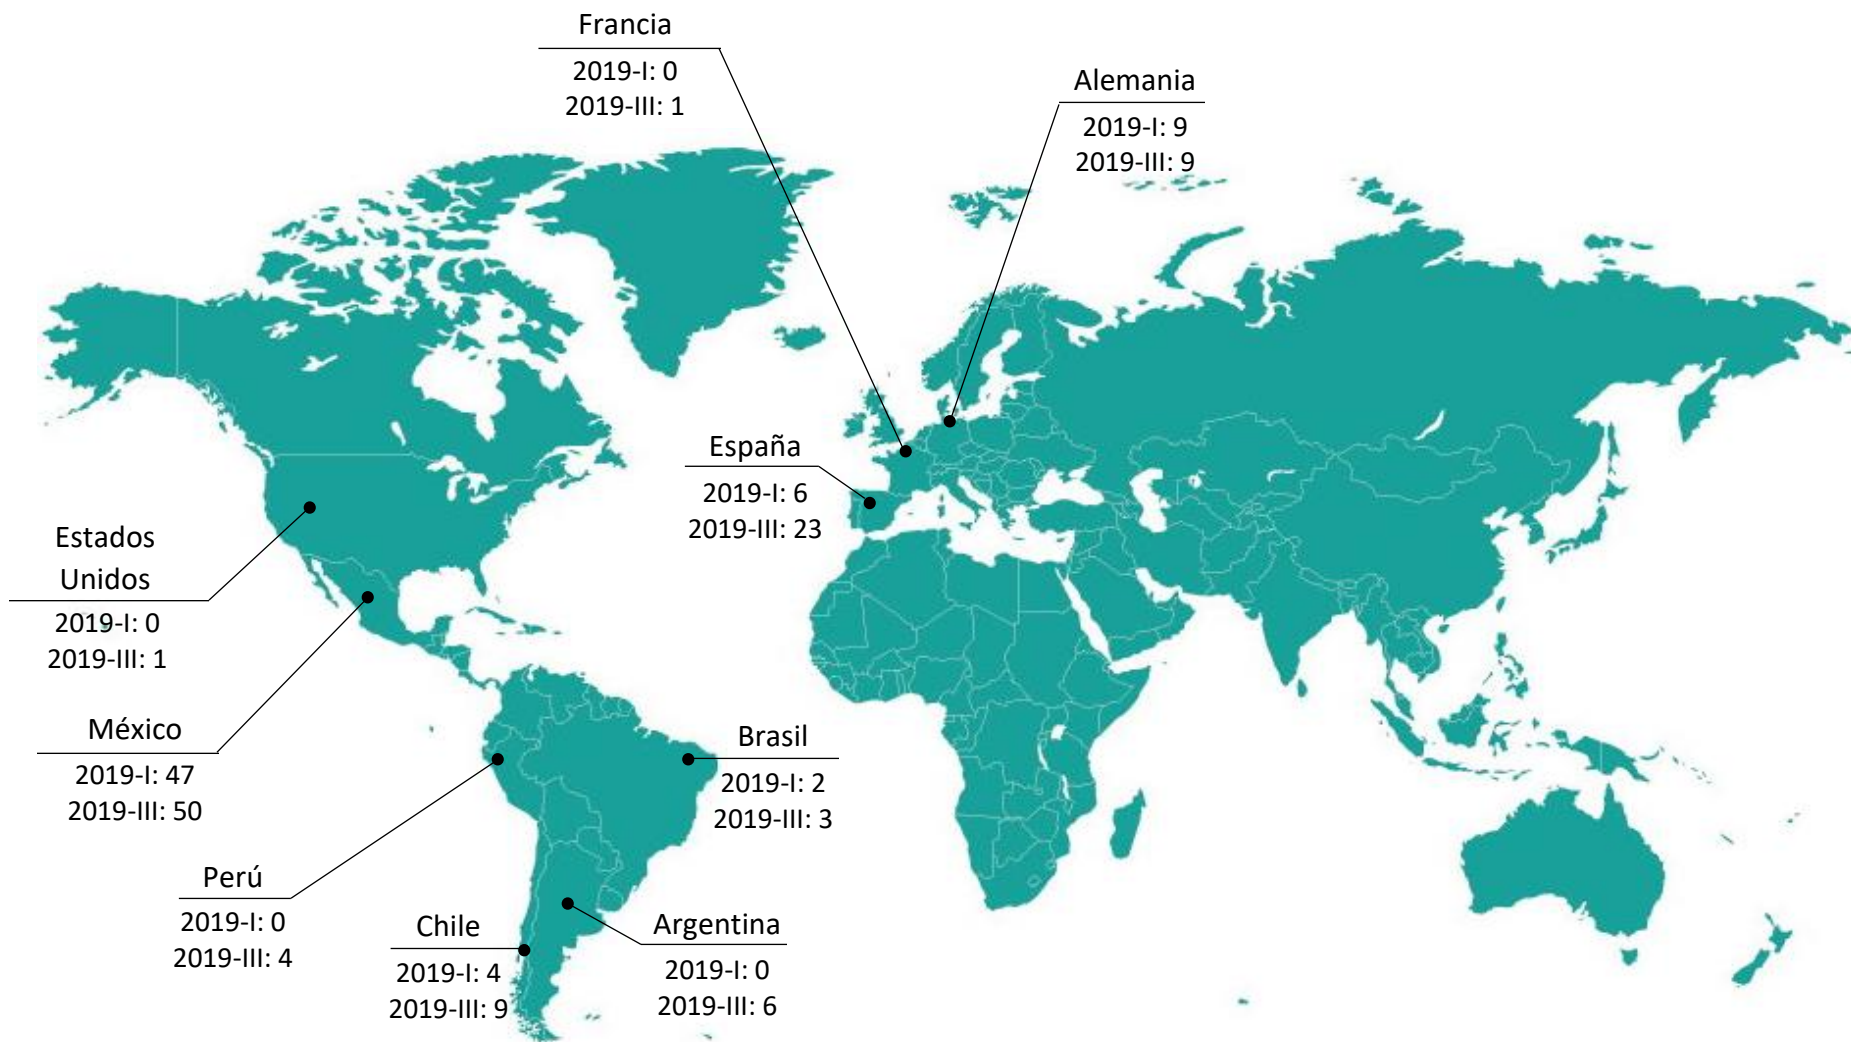 Francia
2019-I: 0
2019-III: 1
Alemania
2019-I: 9
2019-III: 9
España
2019-I: 6
2019-III: 23
Estados
Unidos
2019-I: 0
2019-III: 1
México
2019-I: 47
2019-III: 50
Brasil
2019-I: 2
2019-III: 3
Perú
2019-I: 0
2019-III: 4
Chile
2019-I: 4
2019-III: 9
Argentina
2019-I: 0
2019-III: 6